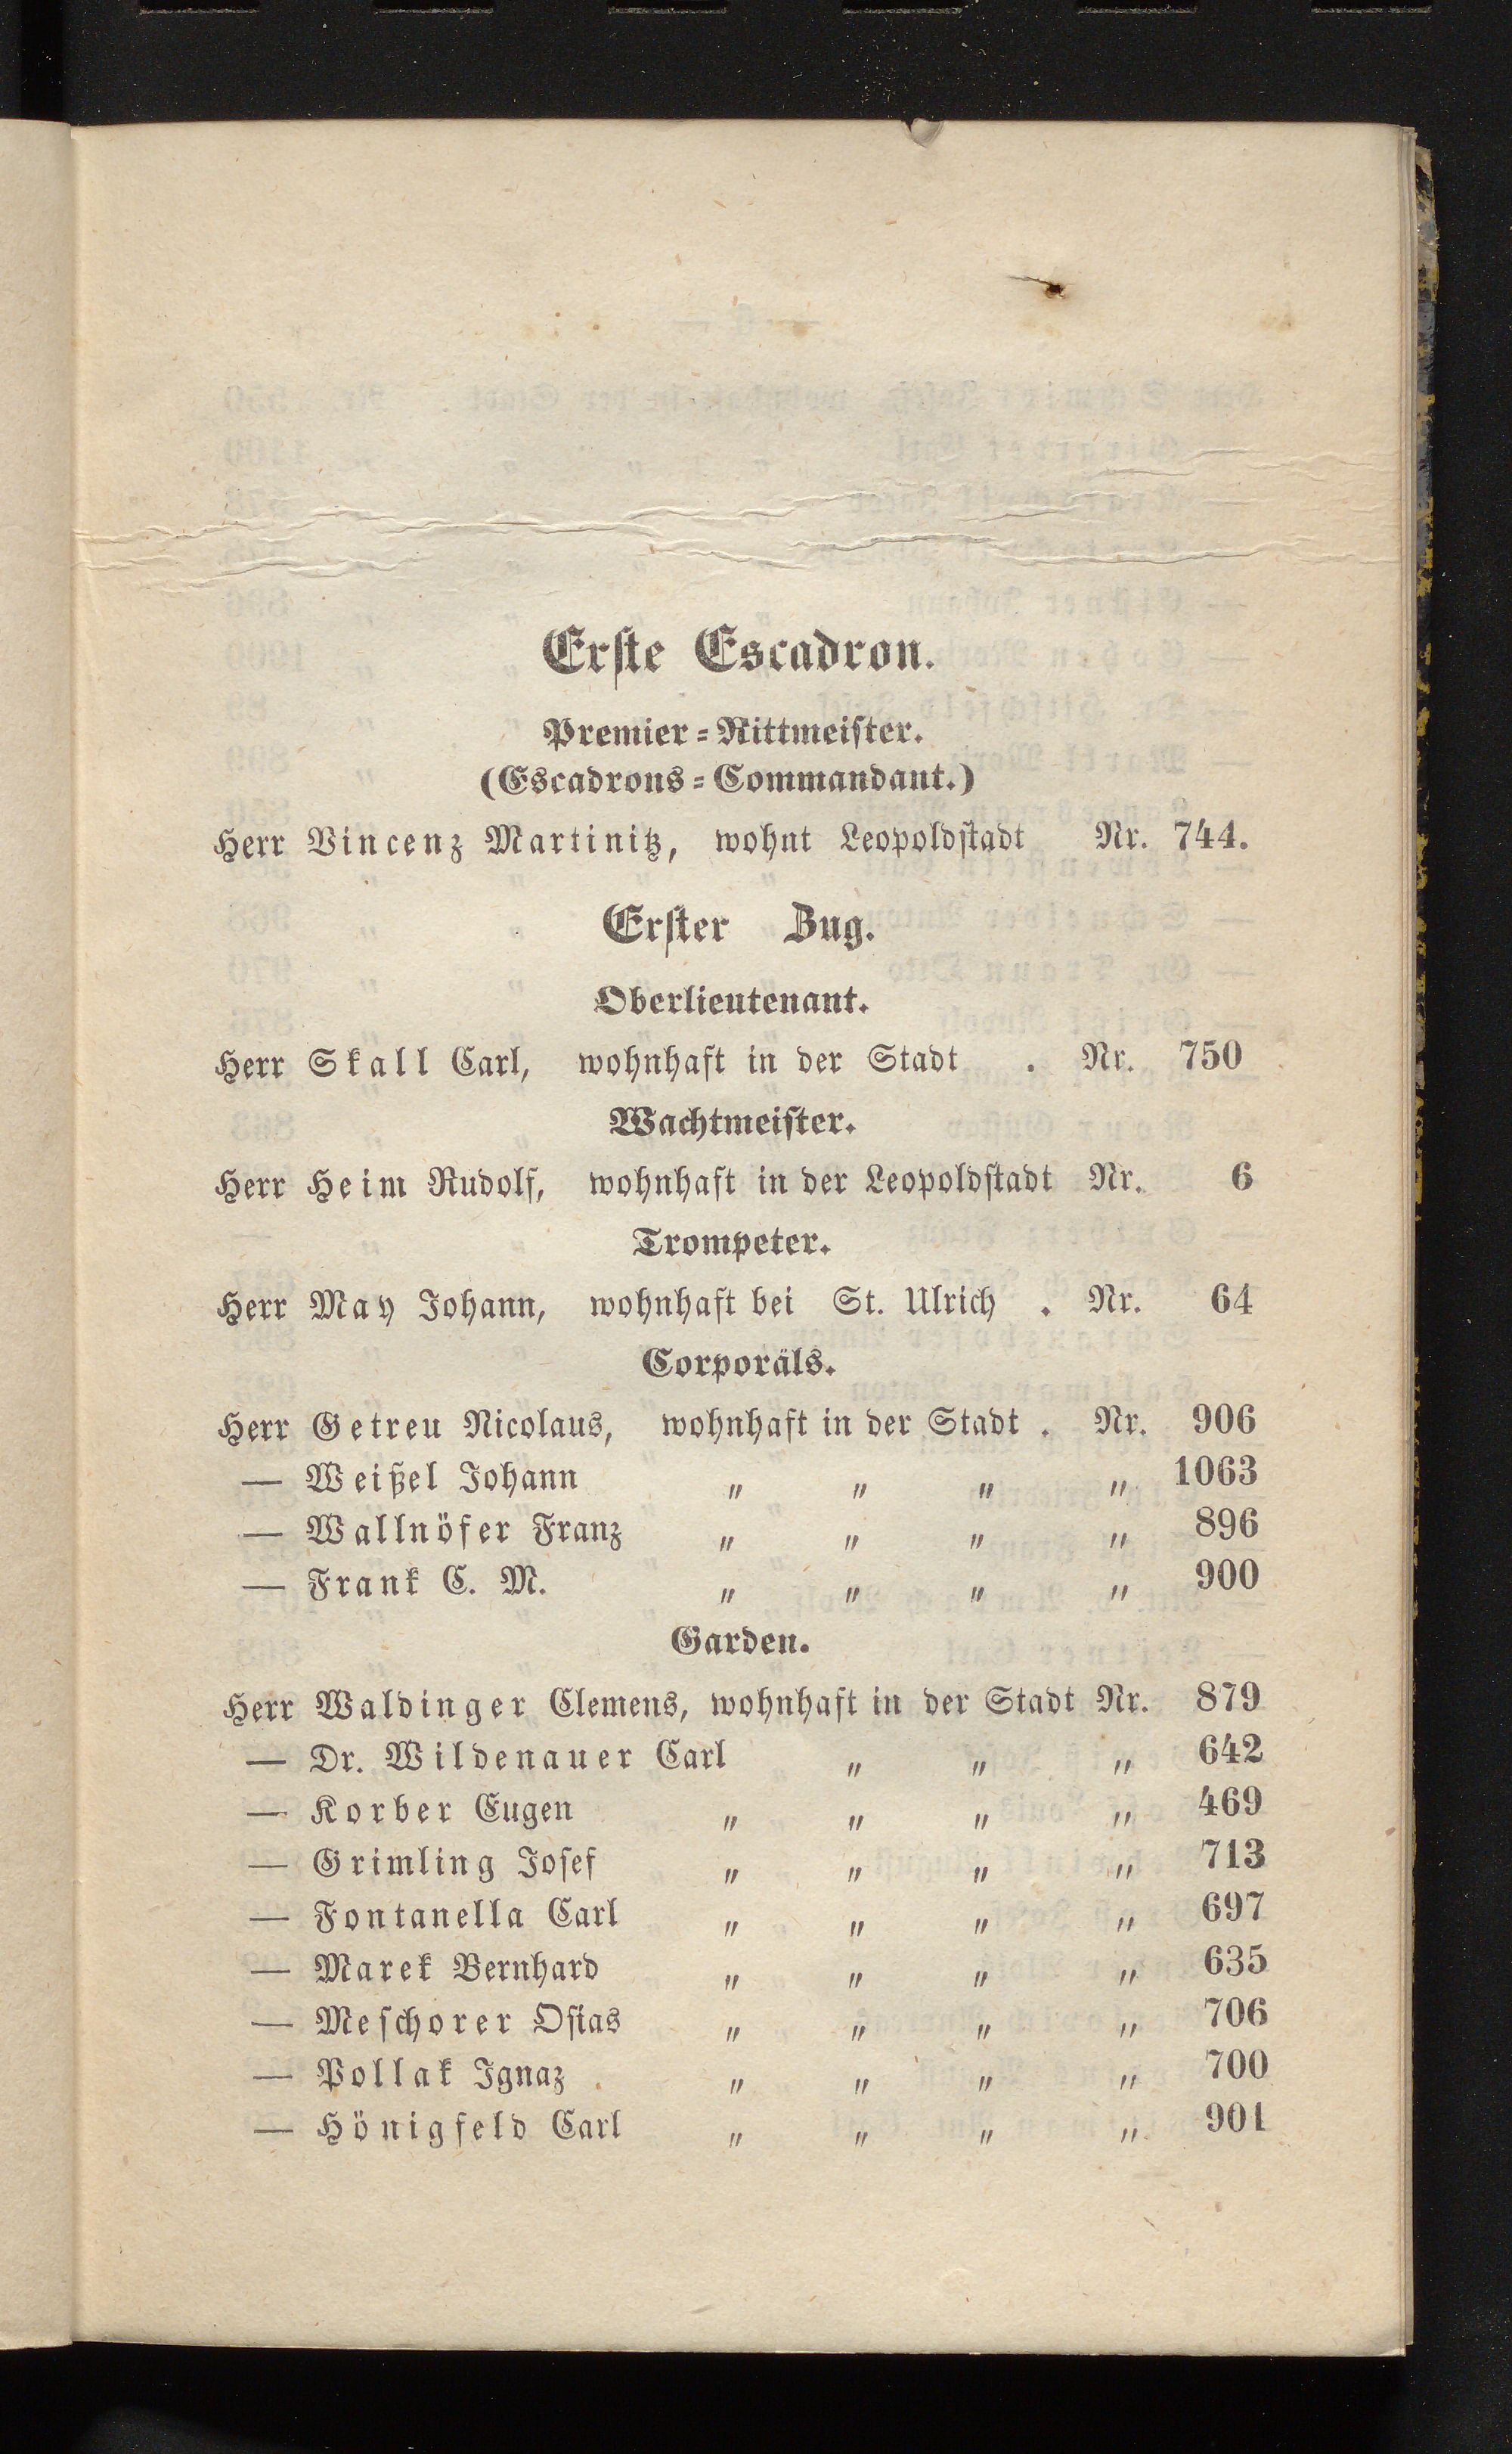 Erste Escadron.
Premier-Rittmeister.
(Escadrons-Commandant.)
Herr Vincenz Martinitz, wohnt Leopoldstadt Nr. 744.
Erster Zug.
Oberlieutenant.
Herr Skall Carl, wohnhaft in der Stadt . Nr. 750
Wachtmeister.
Herr Heim Rudolf, wohnhaft in der Leopoldstadt Nr. 6
Trompeter.
Herr May Johann, wohnhaft bei St. Ulrich . Nr. 64
Corporäls.
Herr Getreu Nicolaus, wohnhaft in der Stadt . Nr. 906
— Weißel Johann „ „ „ „ 1063
— Wallnöfer Franz „ „ „ „ 896
— Frank C. M. „ „ „ „ 900
Garden.
Herr Waldinger Clemens, wohnhaft in der Stadt Nr. 879
— Dr. Wildenauer Carl „ „ „ 642
— Korber Eugen „ „ „ „ 469
— Grimling Josef „ „ „ „ 713
— Fontanella Carl „ „ „ „ 697
— Marek Bernhard „ „ „ „ 635
— Meschorer Osias „ „ „ „ 706
— Pollak Ignaz „ „ „ „ 700
— Hönigfeld Carl „ „ „ „ 901